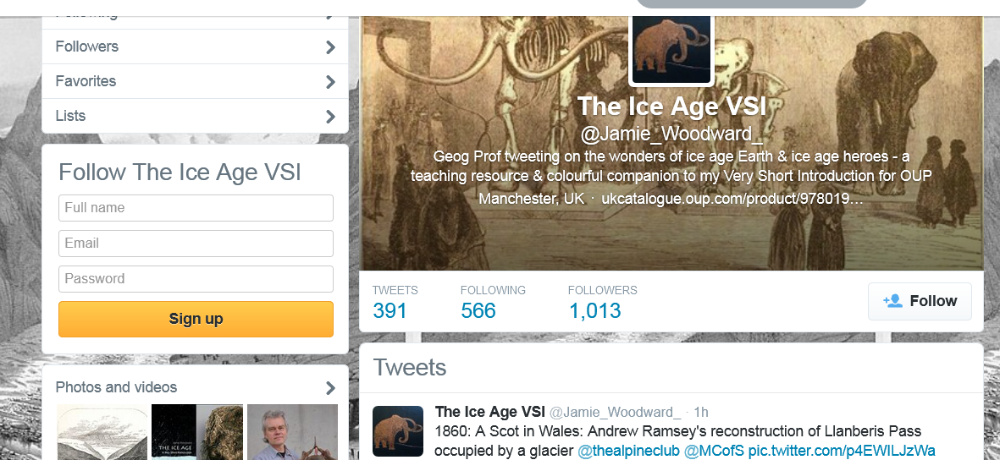 Following
Followers
Favorites
Lists
Follow The Ice Age VSI
Full name
Email
Password
Sign up
Photos and videos
THE ICE AGE
The Ice Age VSI
@Jamie_Woodward_
Geog Prof tweeting on the wonders of ice age Earth & ice age heroes - a
teaching resource & colourful companion to my Very Short Introduction for OUP
Manchester, UK · ukcatalogue.oup.com/product/978019...
TWEETS FOLLOWING FOLLOWERS
391 566 1,013
Follow
Tweets
The Ice Age VSI @Jamie_Woodward_ · 1h
1860: A Scot in Wales: Andrew Ramsey's reconstruction of Llanberis Pass
occupied by a glacier @thealpineclub @MCofS pic.twitter.com/p4EWILJzWa